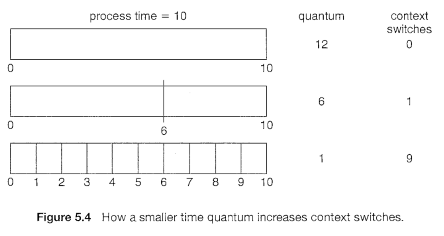 process time = 10 quantum context
switches
12 0
0 10
6 1
0 6 10
1 9
0 1 2 3 4 5 6 7 8 9 10
Figure 5.4 How a smaller time quantum increases context switches.